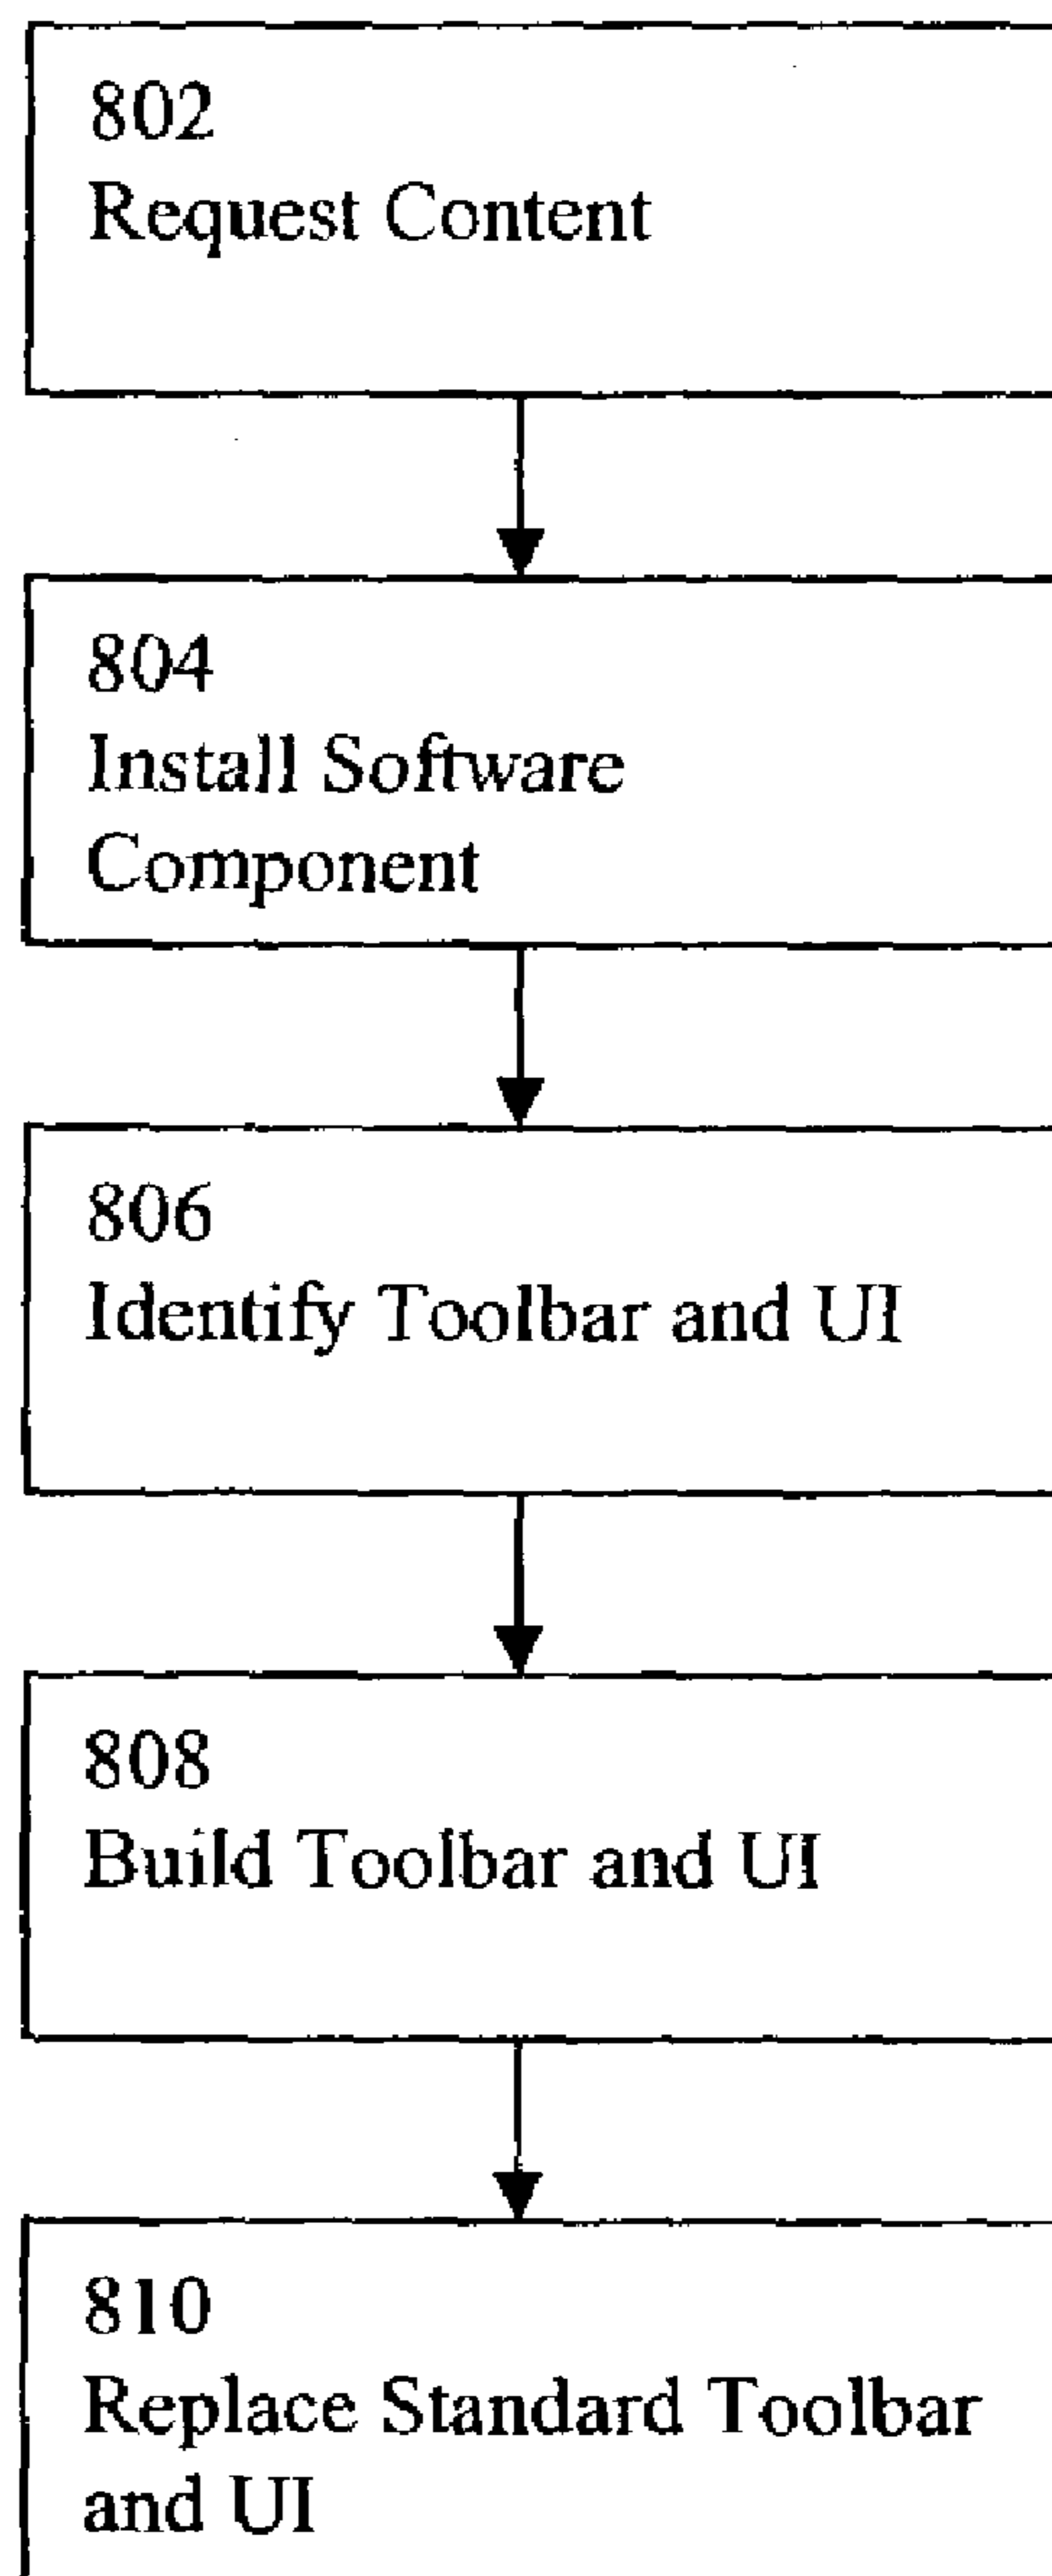 802
Request Content
804
Install Software
Component
806
Identify Toolbar and UI
808
Build Toolbar and UI
810
Replace Standard Toolbar
and UI